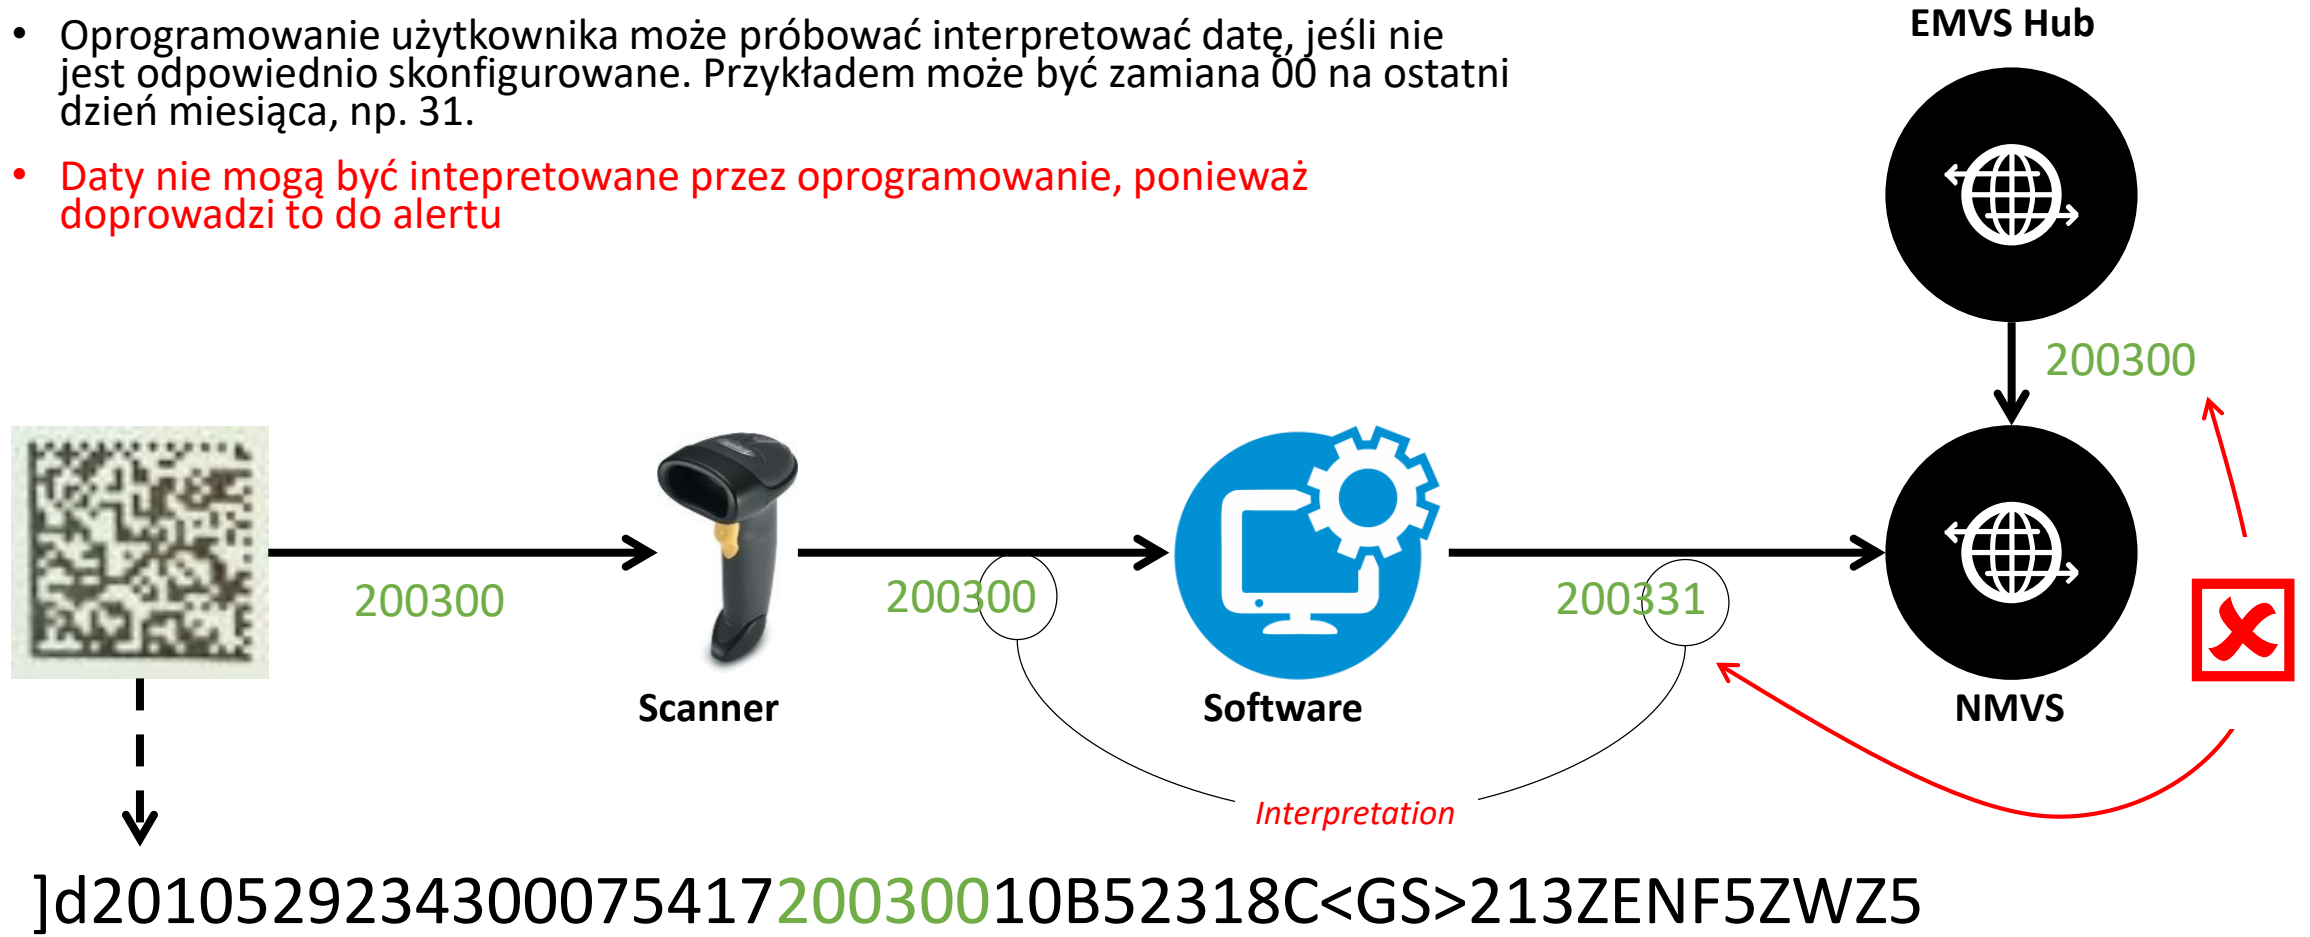 EMVS Hub
• Oprogramowanie użytkownika może próbować interpretować datę, jeśli nie
jest odpowiednio skonfigurowane. Przykładem może być zamiana 00 na ostatni
dzień miesiąca, np. 31.
• Daty nie mogą być intepretowane przez oprogramowanie, ponieważ
doprowadzi to do alertu
200300
200300
200300
200331
Scanner
Software
NMVS
Interpretation
]d201052923430007541720030010B52318C<GS>213ZENF5ZWZ5